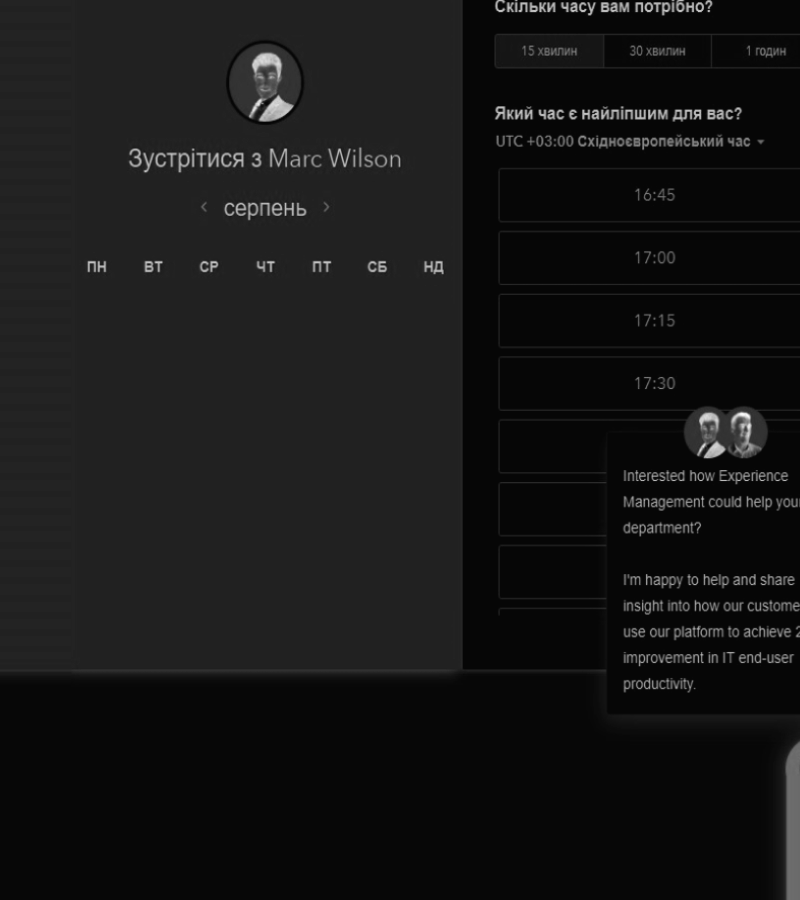 Зустрітися з Marc Wilson
серпень
ПН ВТ СР ЧТ ПТ СБ НД
Скільки часу вам потрібно?
15 хвилин 30 хвилин 1 годин
Який час є найліпшим для вас?
UTC +03:00 Східноєвропейський час
16:45
17:00
17:15
17:30
Interested how Experience
Management could help your
department?
I'm happy to help and share
insight into how our custome
use our platform to achieve 2
improvement in IT end-user
productivity.